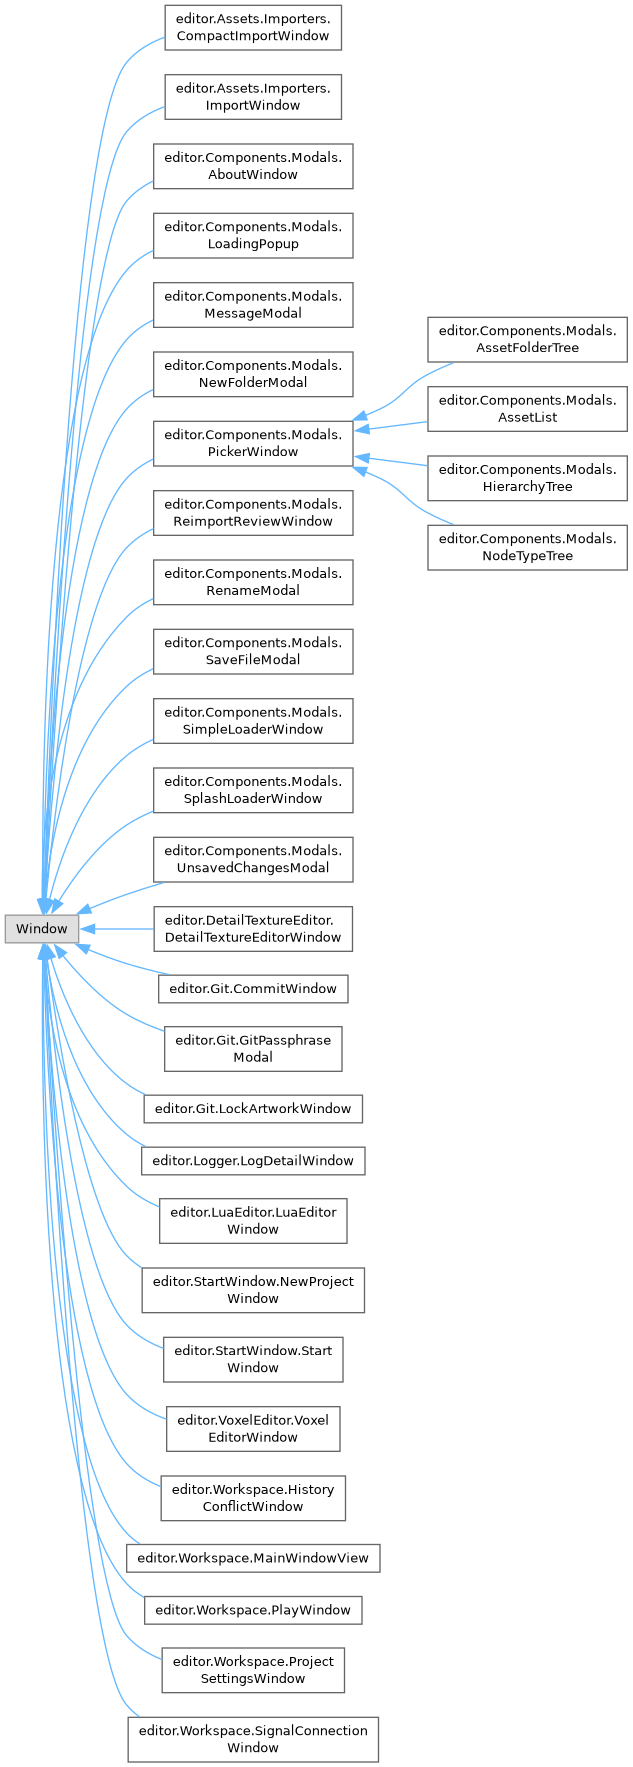 editor.Assets.Importers.
CompactImportWindow
editor.Assets.Importers.
ImportWindow
editor.Components.Modals.
AboutWindow
editor.Components.Modals.
LoadingPopup
editor.Components.Modals.
MessageModal
editor.Components.Modals.
NewFolderModal
editor.Components.Modals.
PickerWindow
editor.Components.Modals.
AssetFolderTree
editor.Components.Modals.
AssetList
editor.Components.Modals.
HierarchyTree
editor.Components.Modals.
NodeTypeTree
editor.Components.Modals.
ReimportReviewWindow
editor.Components.Modals.
RenameModal
editor.Components.Modals.
SaveFileModal
editor.Components.Modals.
SimpleLoaderWindow
editor.Components.Modals.
SplashLoaderWindow
editor.Components.Modals.
UnsavedChangesModal
Window
editor.DetailTextureEditor.
DetailTextureEditorWindow
editor.Git.CommitWindow
editor.Git.GitPassphrase
Modal
editor.Git.LockArtworkWindow
editor.Logger.LogDetailWindow
editor.LuaEditor.LuaEditor
Window
editor.StartWindow.NewProject
Window
editor.StartWindow.Start
Window
editor.VoxelEditor.Voxel
EditorWindow
editor.Workspace.History
ConflictWindow
editor.Workspace.MainWindowView
editor.Workspace.PlayWindow
editor.Workspace.Project
SettingsWindow
editor.Workspace.SignalConnection
Window